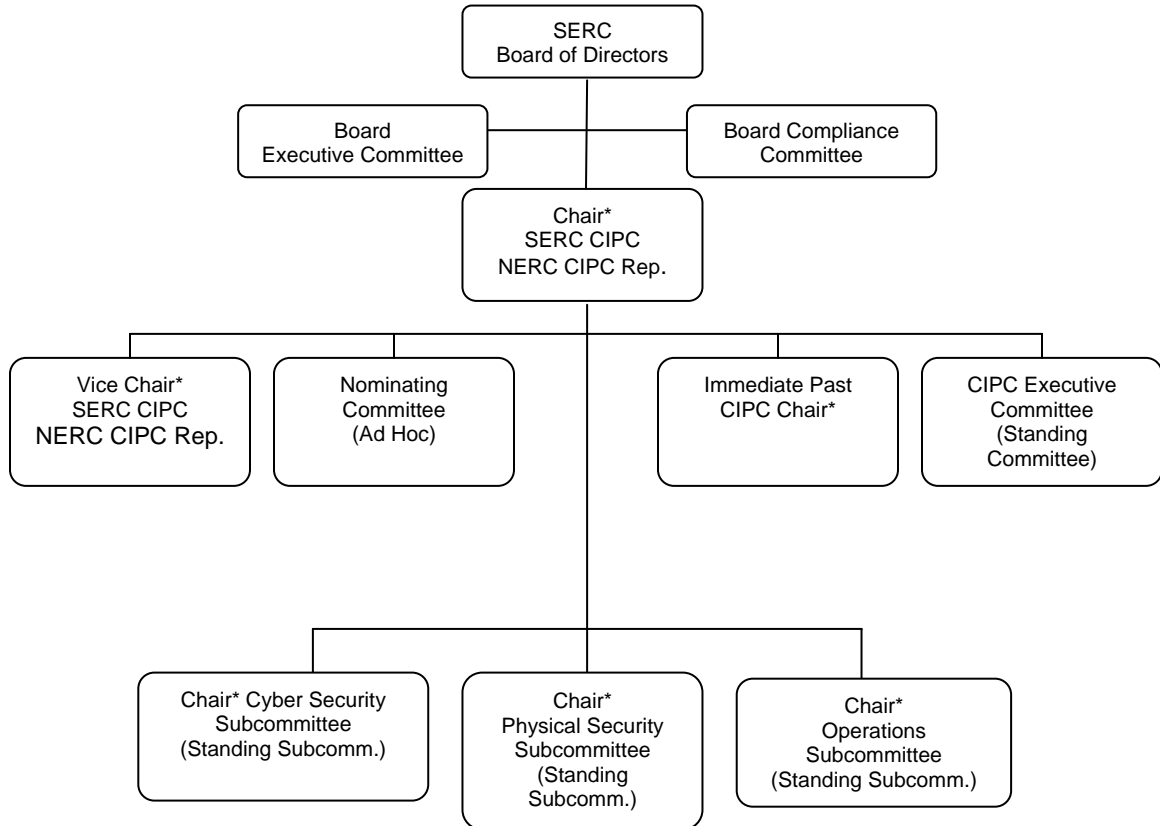 SERC
Board of Directors
Board
Executive Committee
Board Compliance
Committee
Chair*
SERC CIPC
NERC CIPC Rep.
Vice Chair*
SERC CIPC
NERC CIPC Rep.
Nominating
Committee
(Ad Hoc)
Immediate Past
CIPC Chair*
CIPC Executive
Committee
(Standing
Committee)
Chair* Cyber Security
Subcommittee
(Standing Subcomm.)
Chair*
Physical Security
Subcommittee
(Standing
Subcomm.)
Chair*
Operations
Subcommittee
(Standing Subcomm.)